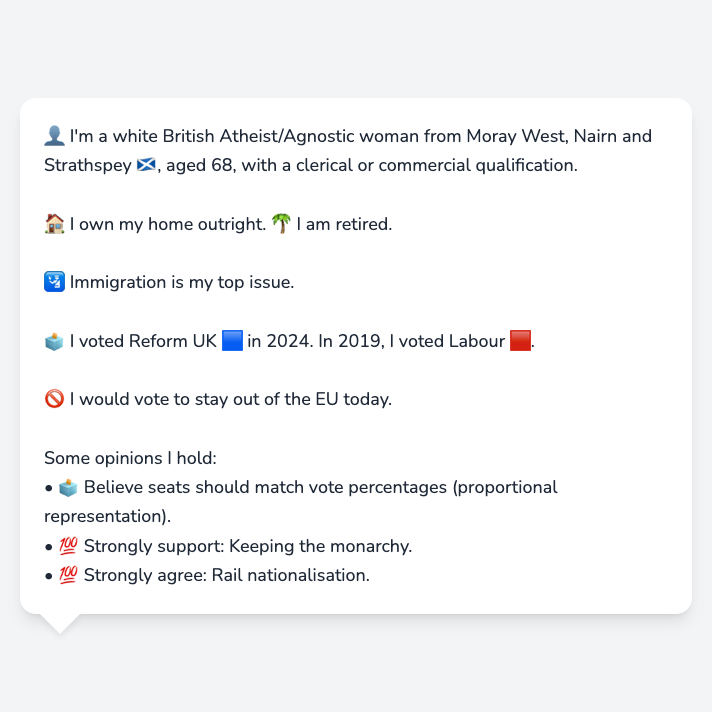 👤 I'm a white British Atheist/Agnostic woman from Moray West, Nairn and
Strathspey 🏴󠁧󠁢󠁳󠁣󠁴󠁿, aged 68, with a clerical or commercial qualification.
🏠 I own my home outright. 🌴 I am retired.
🛂 Immigration is my top issue.
🗳️ I voted Reform UK 🟦 in 2024. In 2019, I voted Labour 🟥.
🚫 I would vote to stay out of the EU today.
Some opinions I hold:
• 🗳️ Believe seats should match vote percentages (proportional
representation).
• 💯 Strongly support: Keeping the monarchy.
• 💯 Strongly agree: Rail nationalisation.